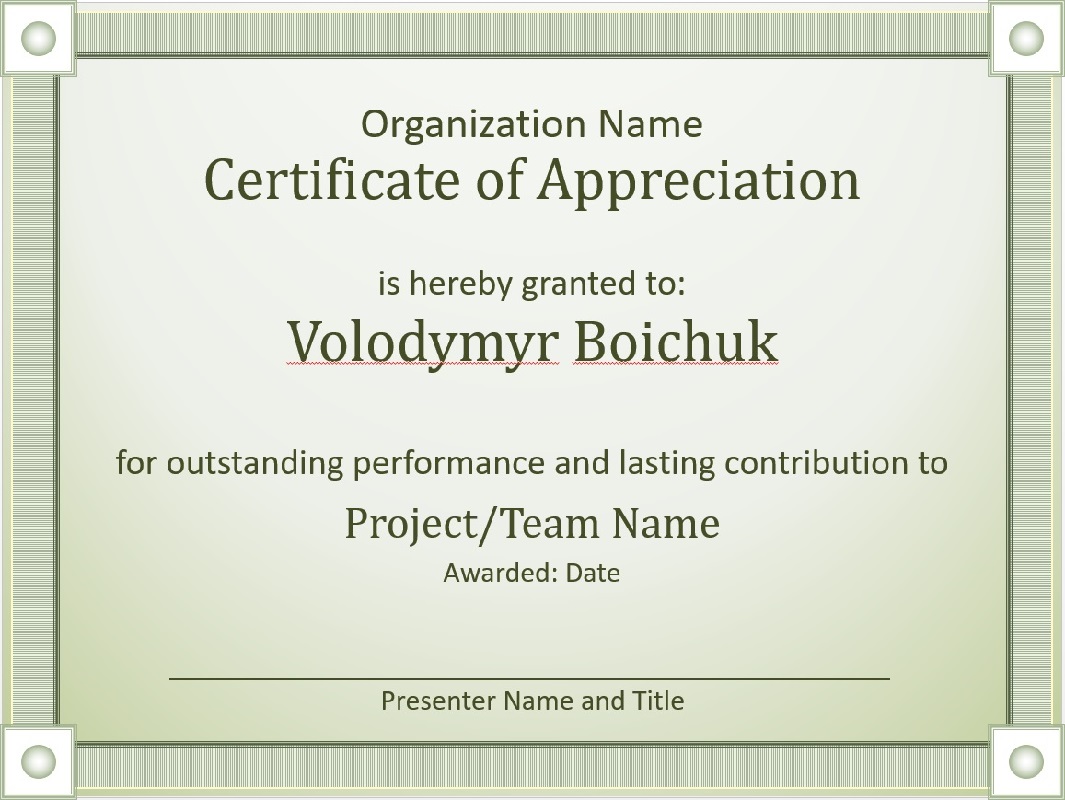 Organization Name
Certificate of Appreciation
is hereby granted to:
Volodymyr Boichuk
for outstanding performance and lasting contribution to
Project/Team Name
Awarded: Date
Presenter Name and Title